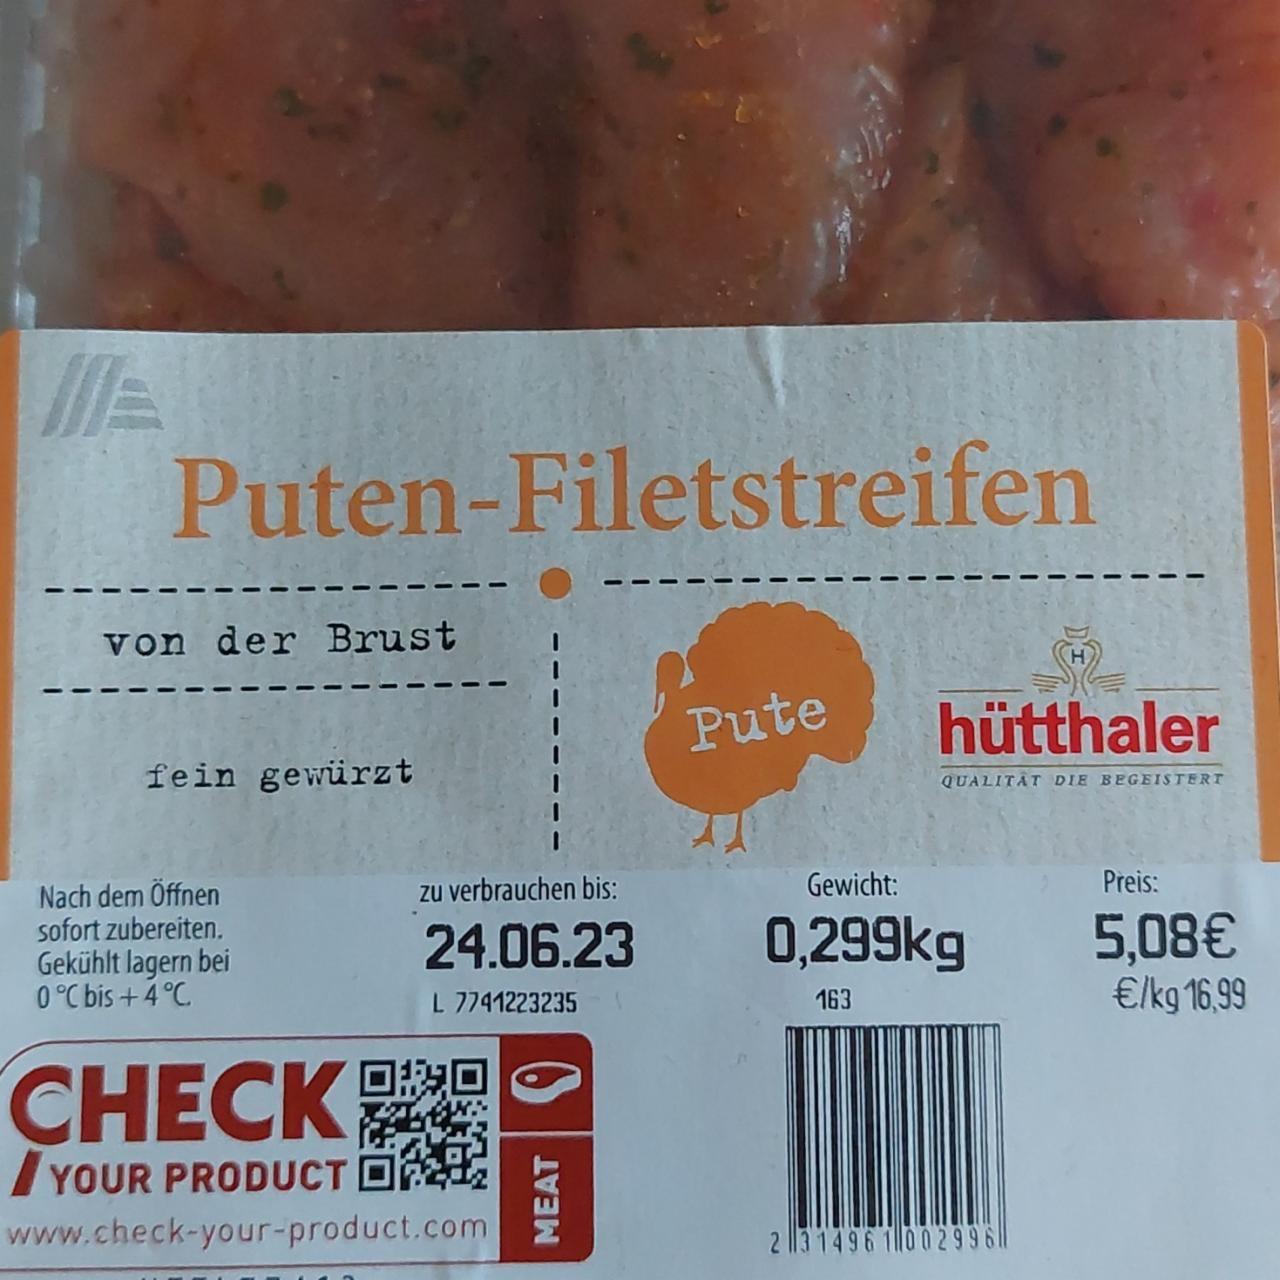 Puten-Filetstreifen
von der Brust
fein gewürzt
Pute
H
hütthaler
QUALITÄT DIE BEGEISTERT
Nach dem Öffnen
sofort zubereiten.
Gekühlt lagern bei
0 °C bis + 4 °C.
zu verbrauchen bis:
24.06.23
L 7741223235
Gewicht:
0,299kg
163
Preis:
5,08€
€/kg 16,99
CHECK
YOUR PRODUCT
www.check-your-product.com
MEAT
2 314961 002996